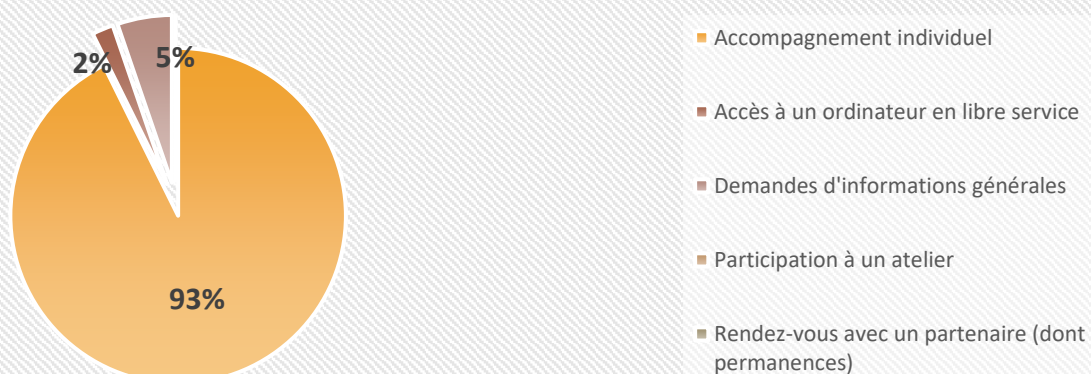 2%
5%
93%
Accompagnement individuel
Accès à un ordinateur en libre service
Demandes d'informations générales
Participation à un atelier
Rendez-vous avec un partenaire (dont
permanences)